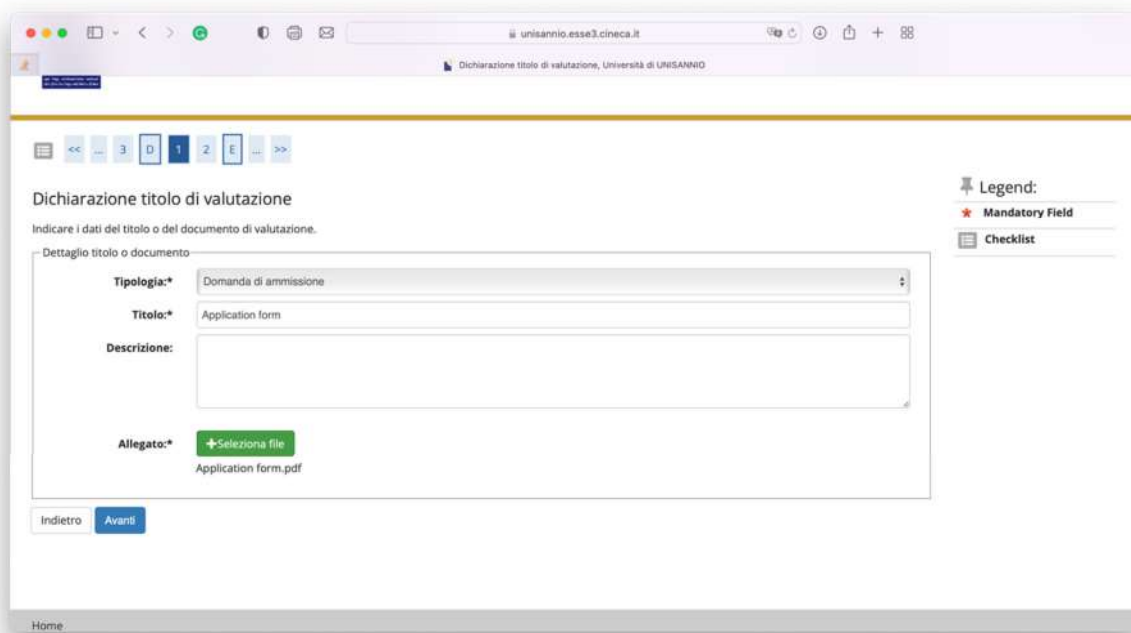 unisannio.esse3.cineca.it
Dichiarazione titolo di valutazione, Università di UNISANNIO
<< ... 3 D 1 2 E ... >>
Legend:
* Mandatory Field
Checklist
Dichiarazione titolo di valutazione
Indicare i dati del titolo o del documento di valutazione.
Dettaglio titolo o documento
Tipologia:* Domanda di ammissione
Titolo:* Application form
Descrizione:
Allegato:* +Seleziona file
Application form.pdf
Indietro Avanti
Home